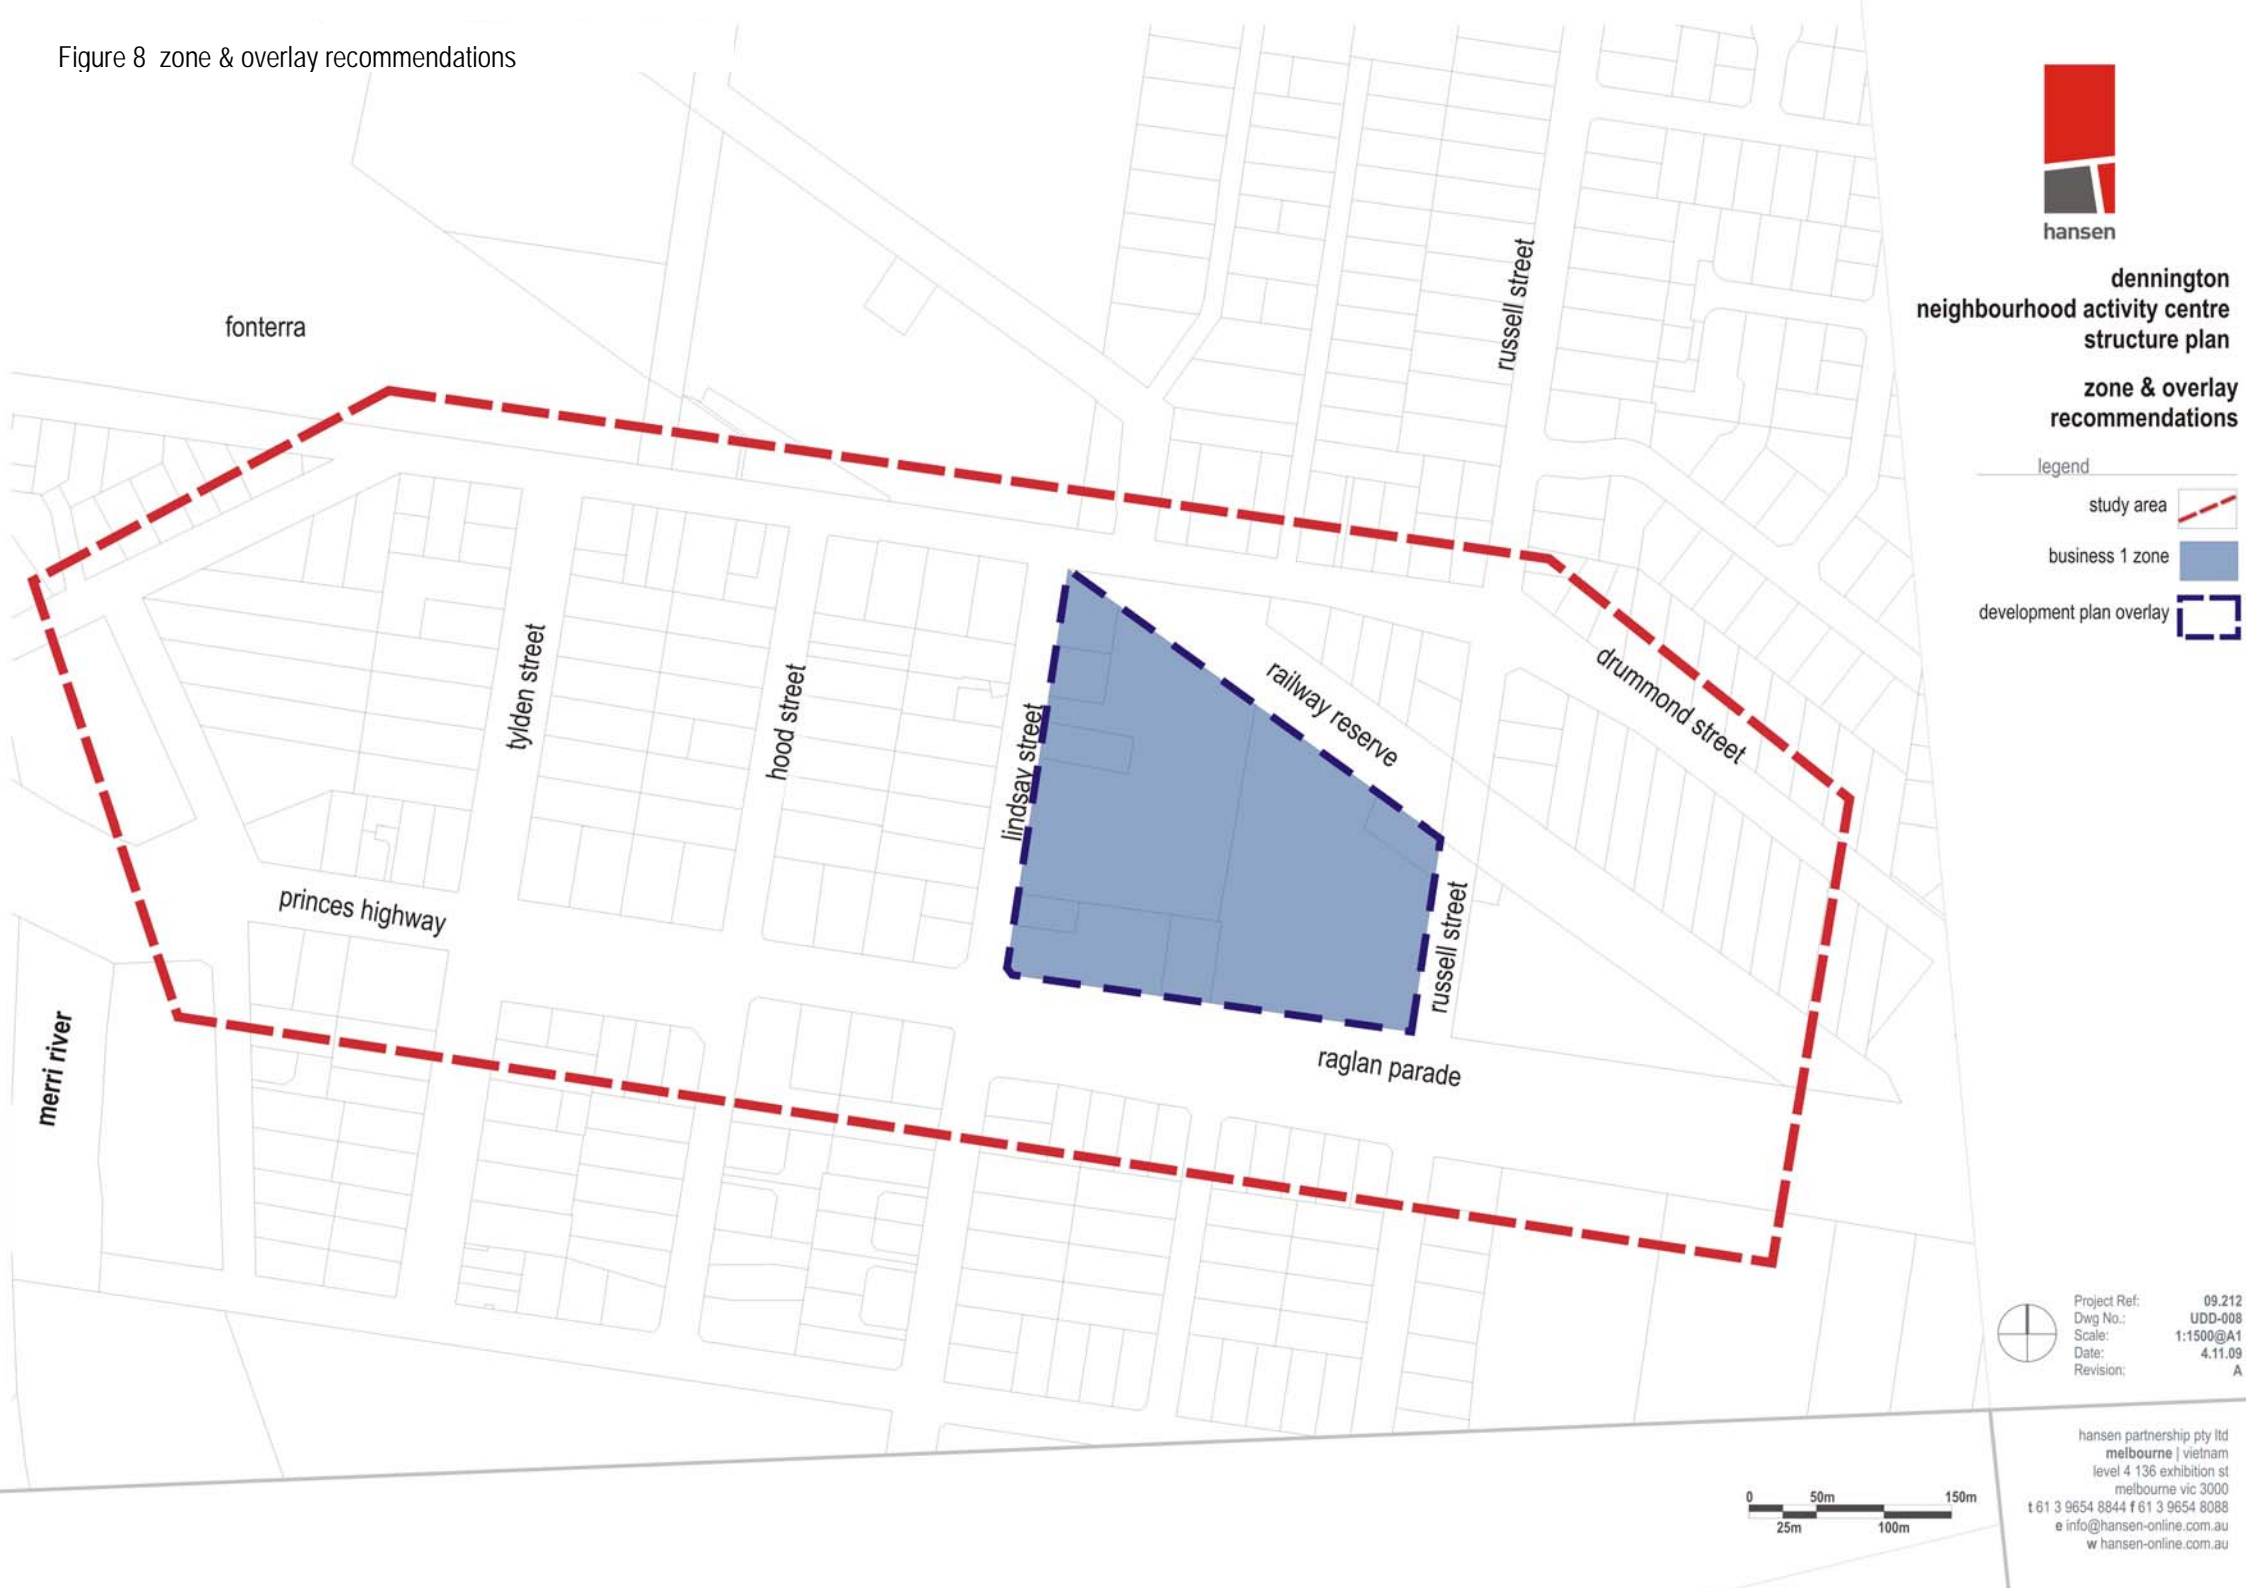 Figure 8 zone & overlay recommendations
hansen
dennington
neighbourhood activity centre
structure plan
zone & overlay
recommendations
legend
study area
business 1 zone
development plan overlay
fonterra
russell street
tylden street
hood street
lindsay street
railway reserve
drummond street
princes highway
russell street
raglan parade
merri river
Project Ref: 09.212
Dwg No.: UDD-008
Scale: 1:1500@A1
Date: 4.11.09
Revision: A
0 50m 150m
25m 100m
hansen partnership pty ltd
melbourne | vietnam
level 4 136 exhibition st
melbourne vic 3000
t 61 3 9654 8844 f 61 3 9654 8088
e info@hansen-online.com.au
w hansen-online.com.au